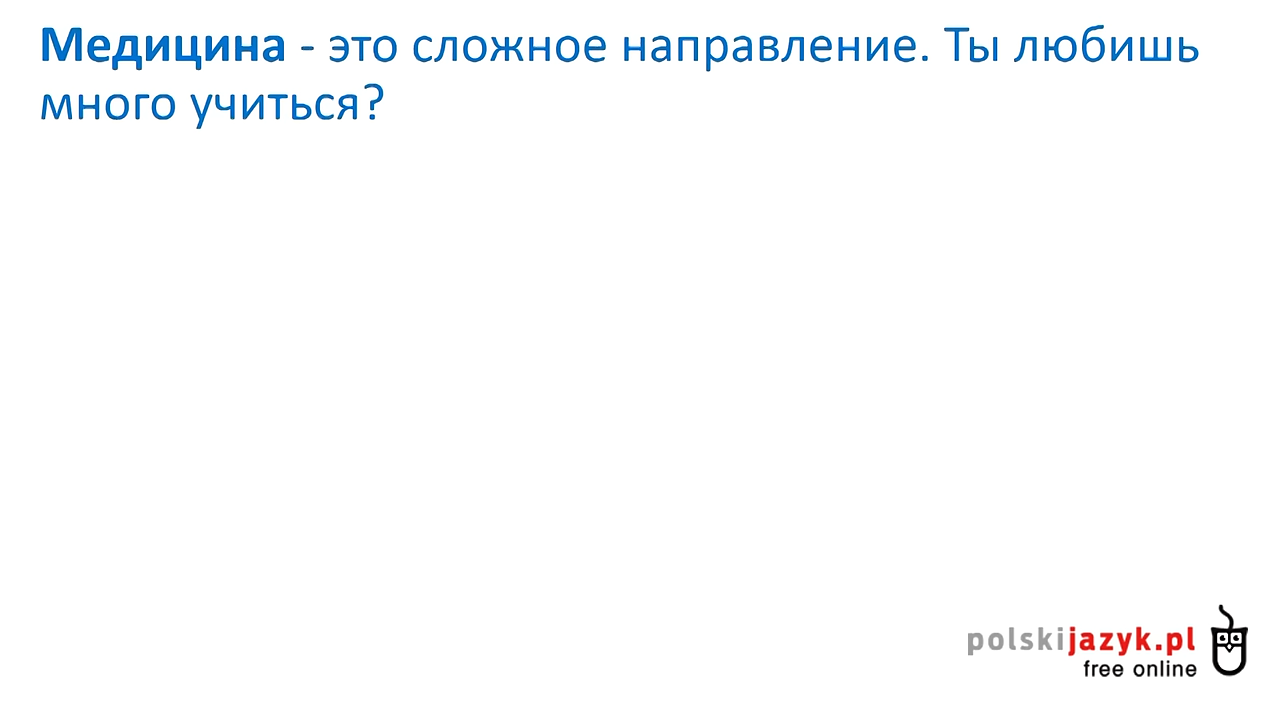 Медицина - это сложное направление. Ты любишь
много учиться?
polskijazyk.pl
free online